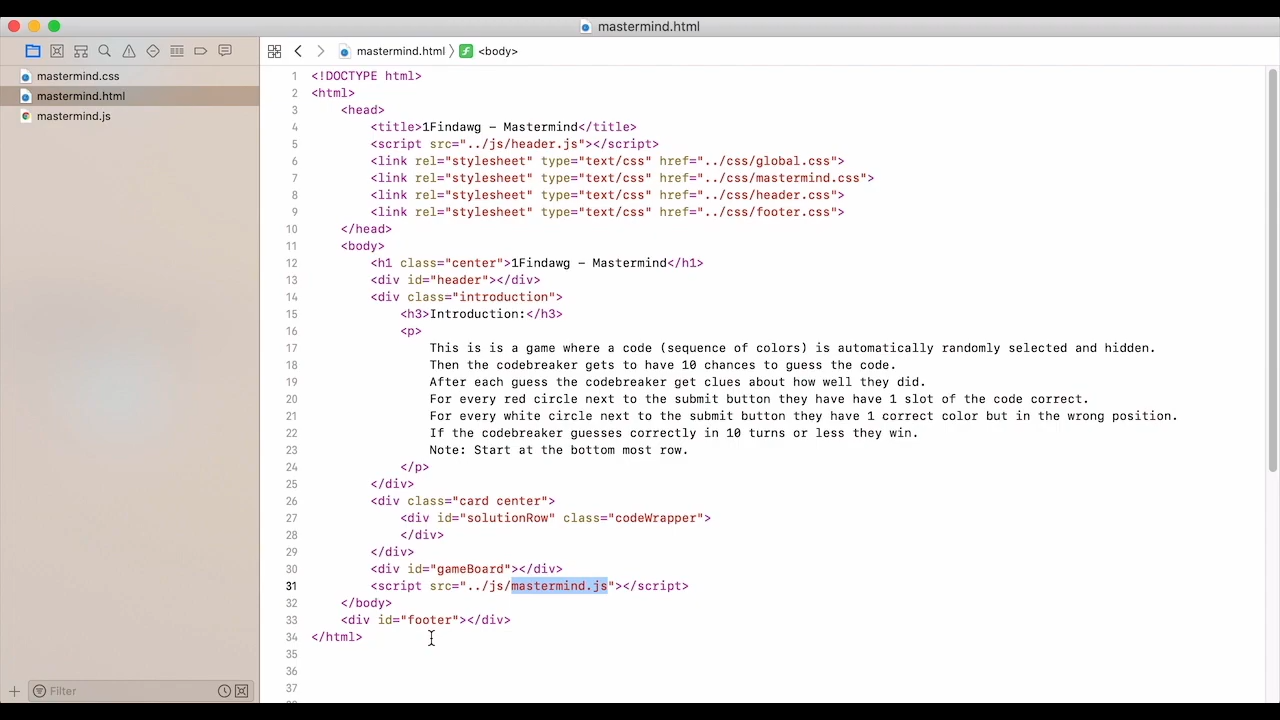 mastermind.html
mastermind.html 〉 <body>
mastermind.css
mastermind.html
mastermind.js
1 <!DOCTYPE html>
2 <html>
3 <head>
4 <title>1Findawg - Mastermind</title>
5 <script src="../js/header.js"></script>
6 <link rel="stylesheet" type="text/css" href="../css/global.css">
7 <link rel="stylesheet" type="text/css" href="../css/mastermind.css">
8 <link rel="stylesheet" type="text/css" href="../css/header.css">
9 <link rel="stylesheet" type="text/css" href="../css/footer.css">
10 </head>
11 <body>
12 <h1 class="center">1Findawg - Mastermind</h1>
13 <div id="header"></div>
14 <div class="introduction">
15 <h3>Introduction:</h3>
16 <p>
17 This is is a game where a code (sequence of colors) is automatically randomly selected and hidden.
18 Then the codebreaker gets to have 10 chances to guess the code.
19 After each guess the codebreaker get clues about how well they did.
20 For every red circle next to the submit button they have have 1 slot of the code correct.
21 For every white circle next to the submit button they have 1 correct color but in the wrong position.
22 If the codebreaker guesses correctly in 10 turns or less they win.
23 Note: Start at the bottom most row.
24 </p>
25 </div>
26 <div class="card center">
27 <div id="solutionRow" class="codeWrapper">
28 </div>
29 </div>
30 <div id="gameBoard"></div>
31 <script src="../js/mastermind.js"></script>
32 </body>
33 <div id="footer"></div>
34 </html>
35
36
37
Filter